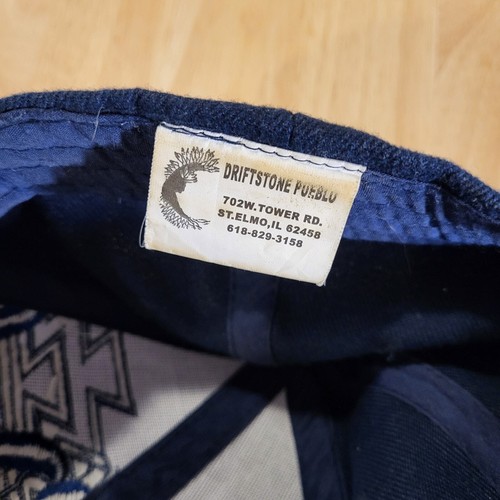 DRIFTSTONE PUEBLO
702W.TOWER RD.
ST.ELMO,IL 62458
618-829-3158